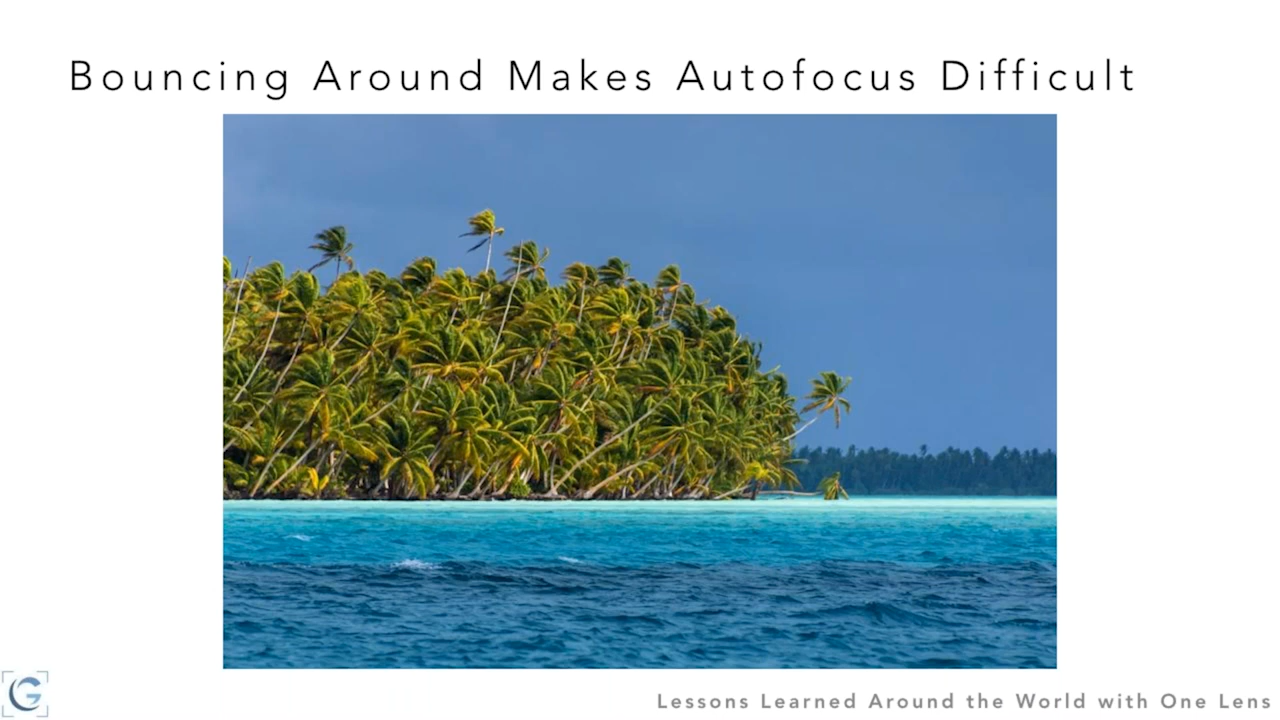 Bouncing Around Makes Autofocus Difficult
G
Lessons Learned Around the World with One Lens